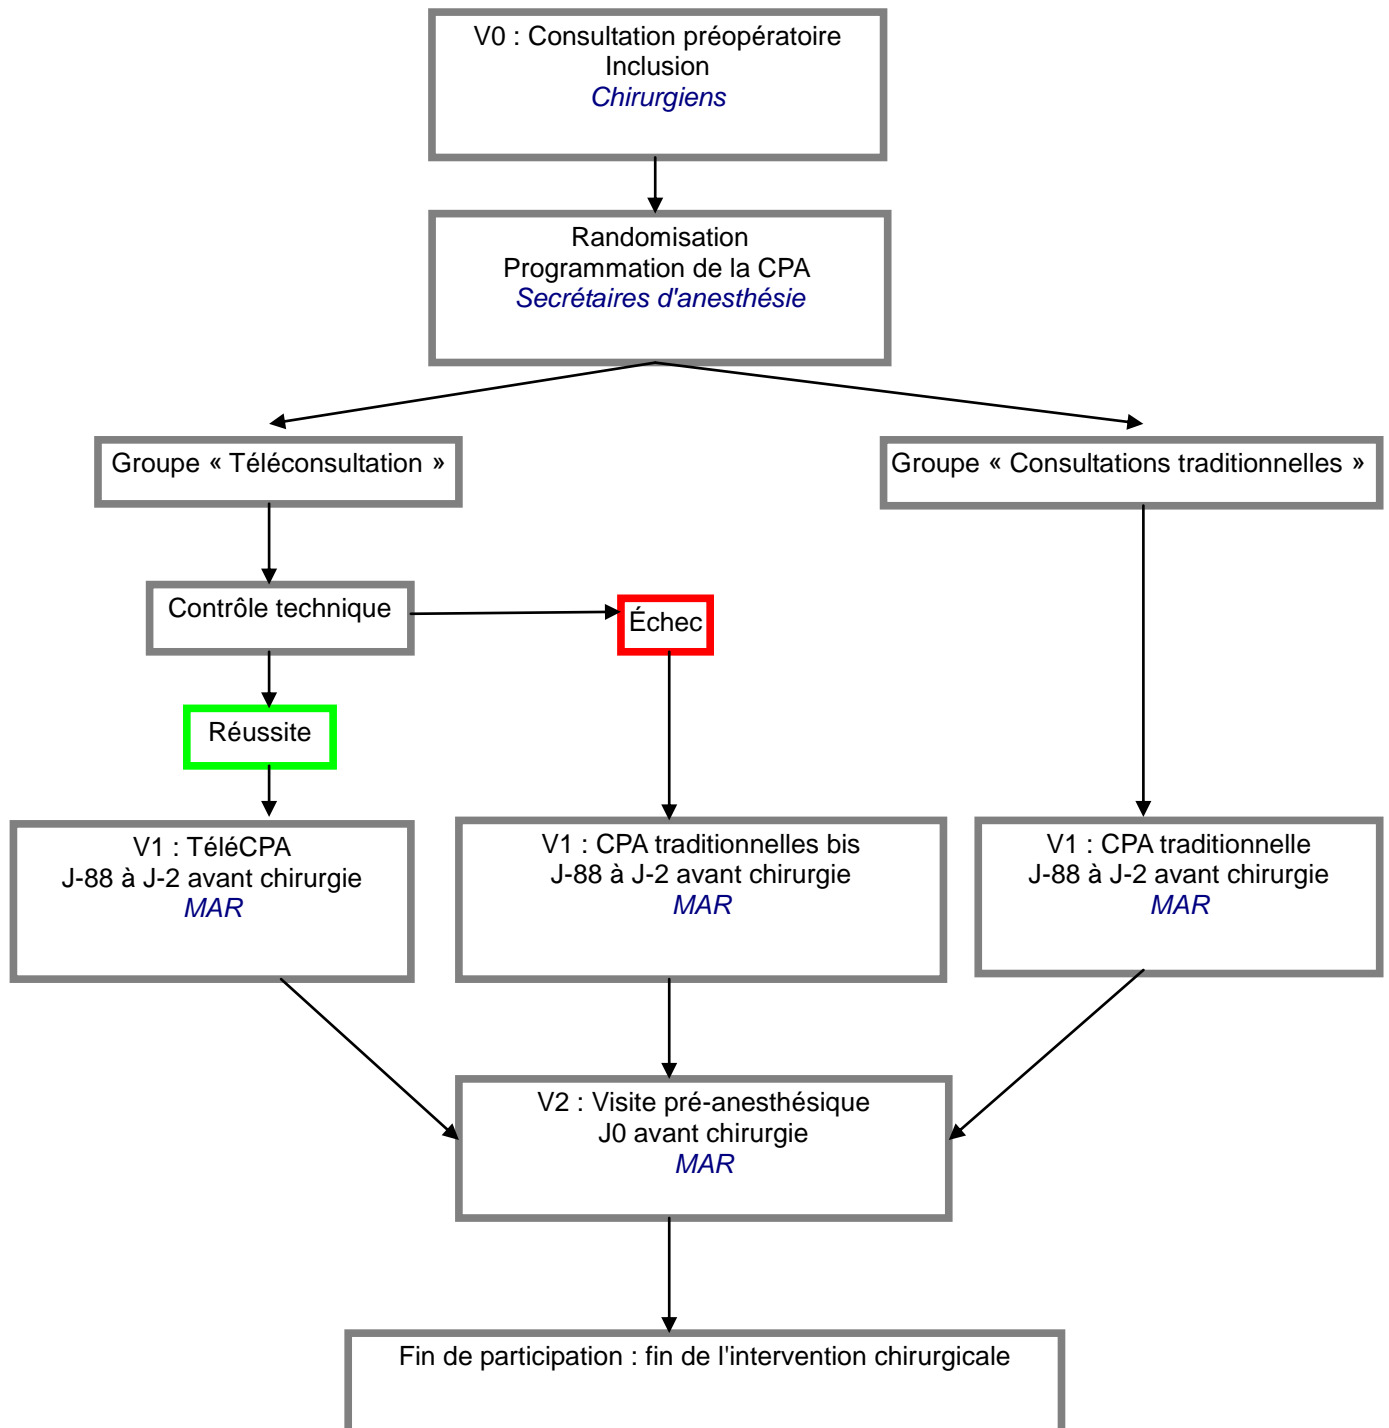 V0 : Consultation préopératoire
Inclusion
Chirurgiens
Randomisation
Programmation de la CPA
Secrétaires d'anesthésie
Groupe « Téléconsultation »
Groupe « Consultations traditionnelles »
Contrôle technique
Échec
Réussite
V1 : TéléCPA
J-88 à J-2 avant chirurgie
MAR
V1 : CPA traditionnelles bis
J-88 à J-2 avant chirurgie
MAR
V1 : CPA traditionnelle
J-88 à J-2 avant chirurgie
MAR
V2 : Visite pré-anesthésique
J0 avant chirurgie
MAR
Fin de participation : fin de l'intervention chirurgicale